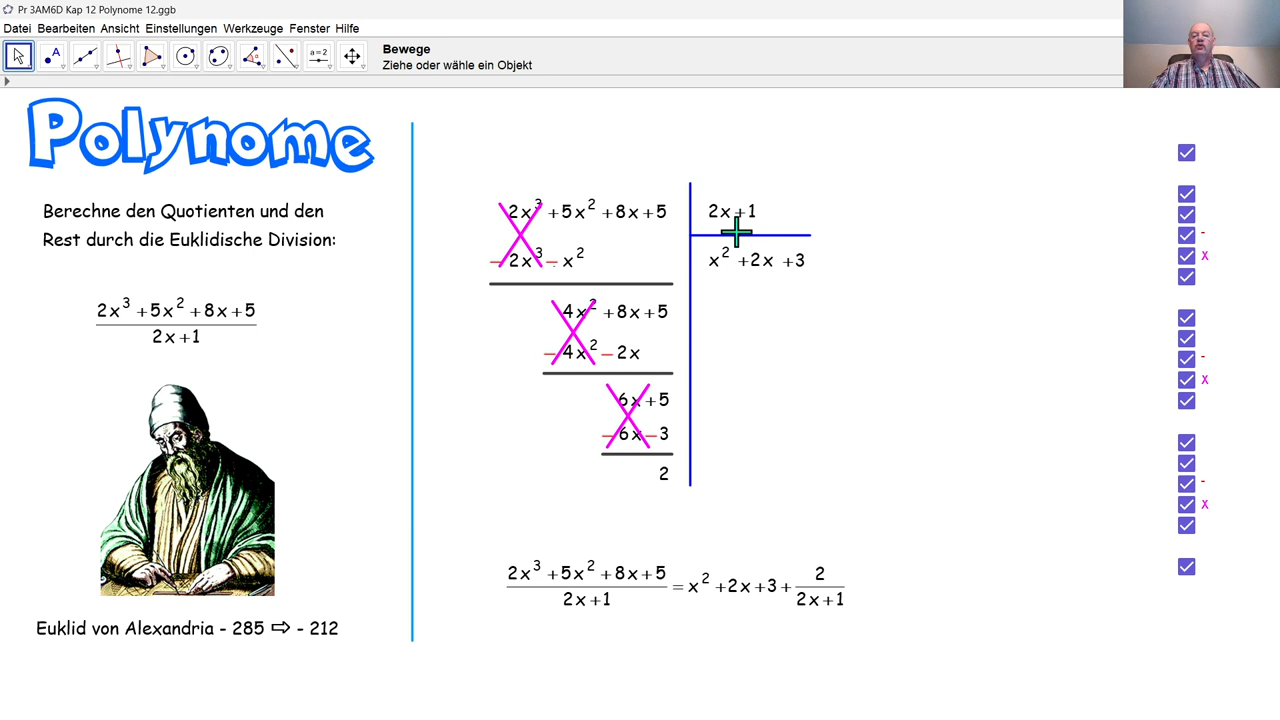 Pr 3AM6D Kap 12 Polynome 12.ggb
Datei Bearbeiten Ansicht Einstellungen Werkzeuge Fenster Hilfe
A
a=2
Bewege
Ziehe oder wähle ein Objekt
Polynome
Berechne den Quotienten und den
Rest durch die Euklidische Division:
2x³+5x²+8x+5
2x+1
Euklid von Alexandria - 285 ⇨ - 212
2x³+5x²+8x+5
2x+1
−2x³−x²
x²+2x+3
4x²+8x+5
−4x²−2x
6x+5
−6x−3
2
2x³+5x²+8x+5
2x+1
=x²+2x+3+
2
2x+1
-
x
-
x
-
x